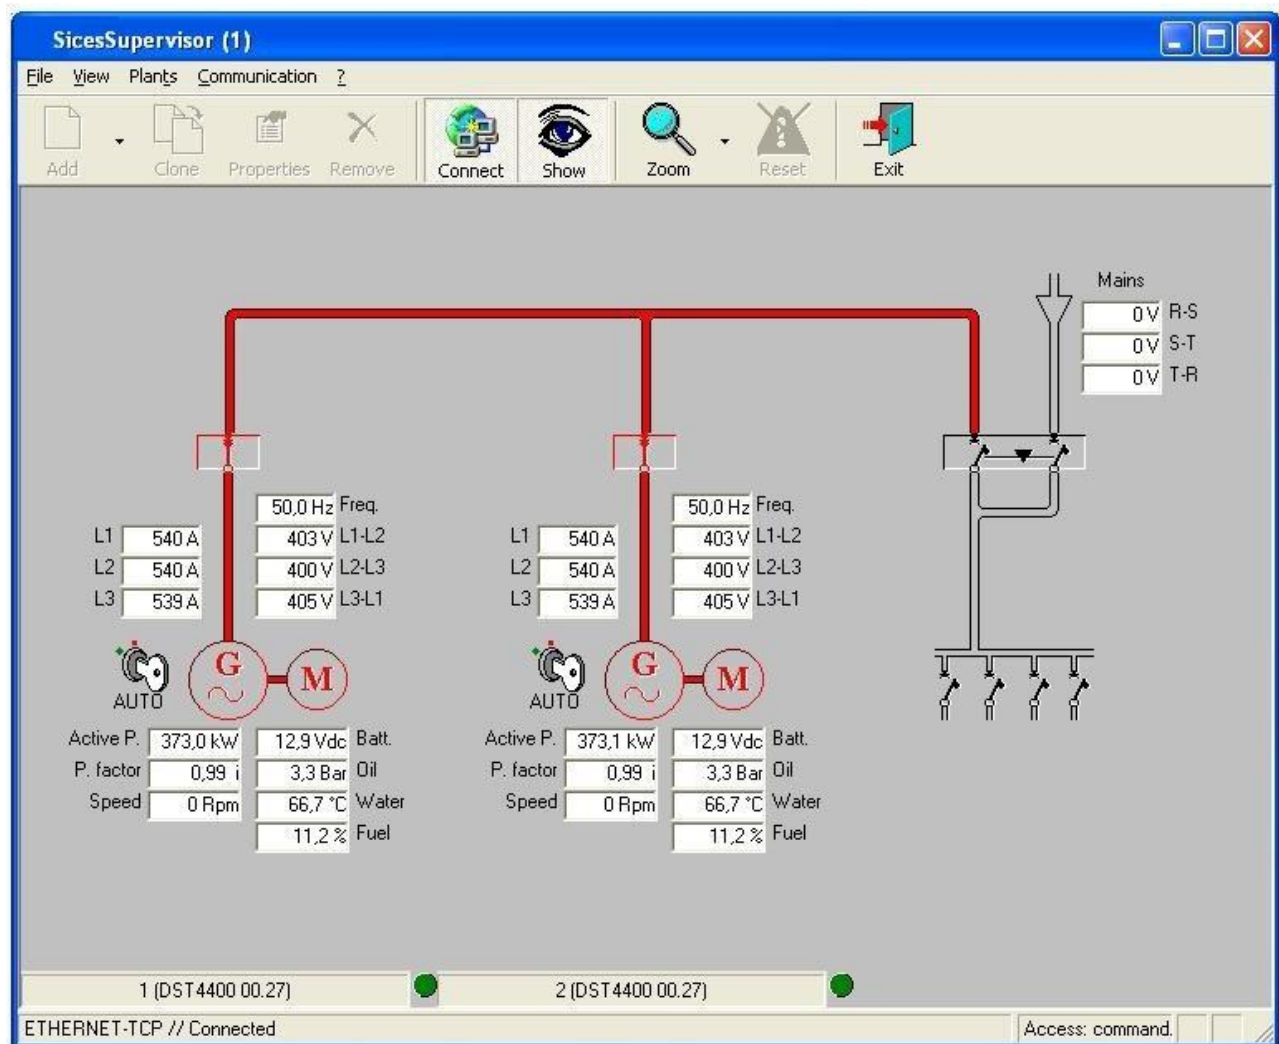 SicesSupervisor (1)
File View Plants Communication ?
Add Clone Properties Remove Connect Show Zoom Reset Exit
Mains
0 V R-S
0 V S-T
0 V T-R
50,0 Hz Freq. 50,0 Hz Freq.
L1 540 A 403 V L1-L2 L1 540 A 403 V L1-L2
L2 540 A 400 V L2-L3 L2 540 A 400 V L2-L3
L3 539 A 405 V L3-L1 L3 539 A 405 V L3-L1
G M G M
AUTO AUTO
Active P. 373,0 kW 12,9 Vdc Batt. Active P. 373,1 kW 12,9 Vdc Batt.
P. factor 0,99 i 3,3 Bar Oil P. factor 0,99 i 3,3 Bar Oil
Speed 0 Rpm 66,7 °C Water Speed 0 Rpm 66,7 °C Water
11,2 % Fuel 11,2 % Fuel
1 (DST4400 00.27) 2 (DST4400 00.27)
ETHERNET-TCP // Connected Access: command.